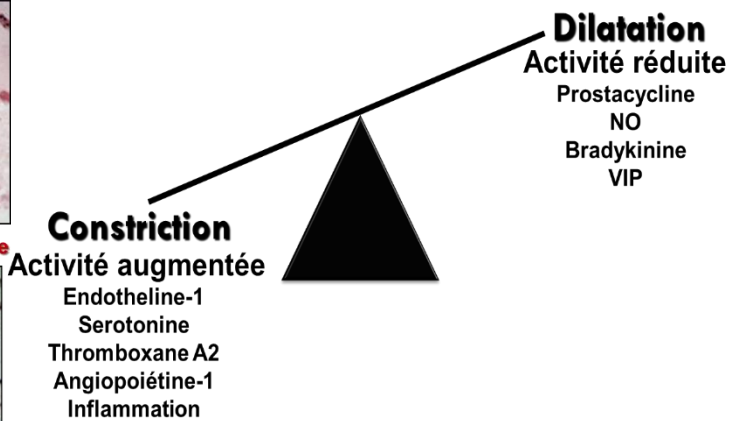 Dilatation
Activité réduite
Prostacycline
NO
Bradykinine
VIP
Constriction
Activité augmentée
Endotheline-1
Serotonine
Thromboxane A2
Angiopoiétine-1
Inflammation